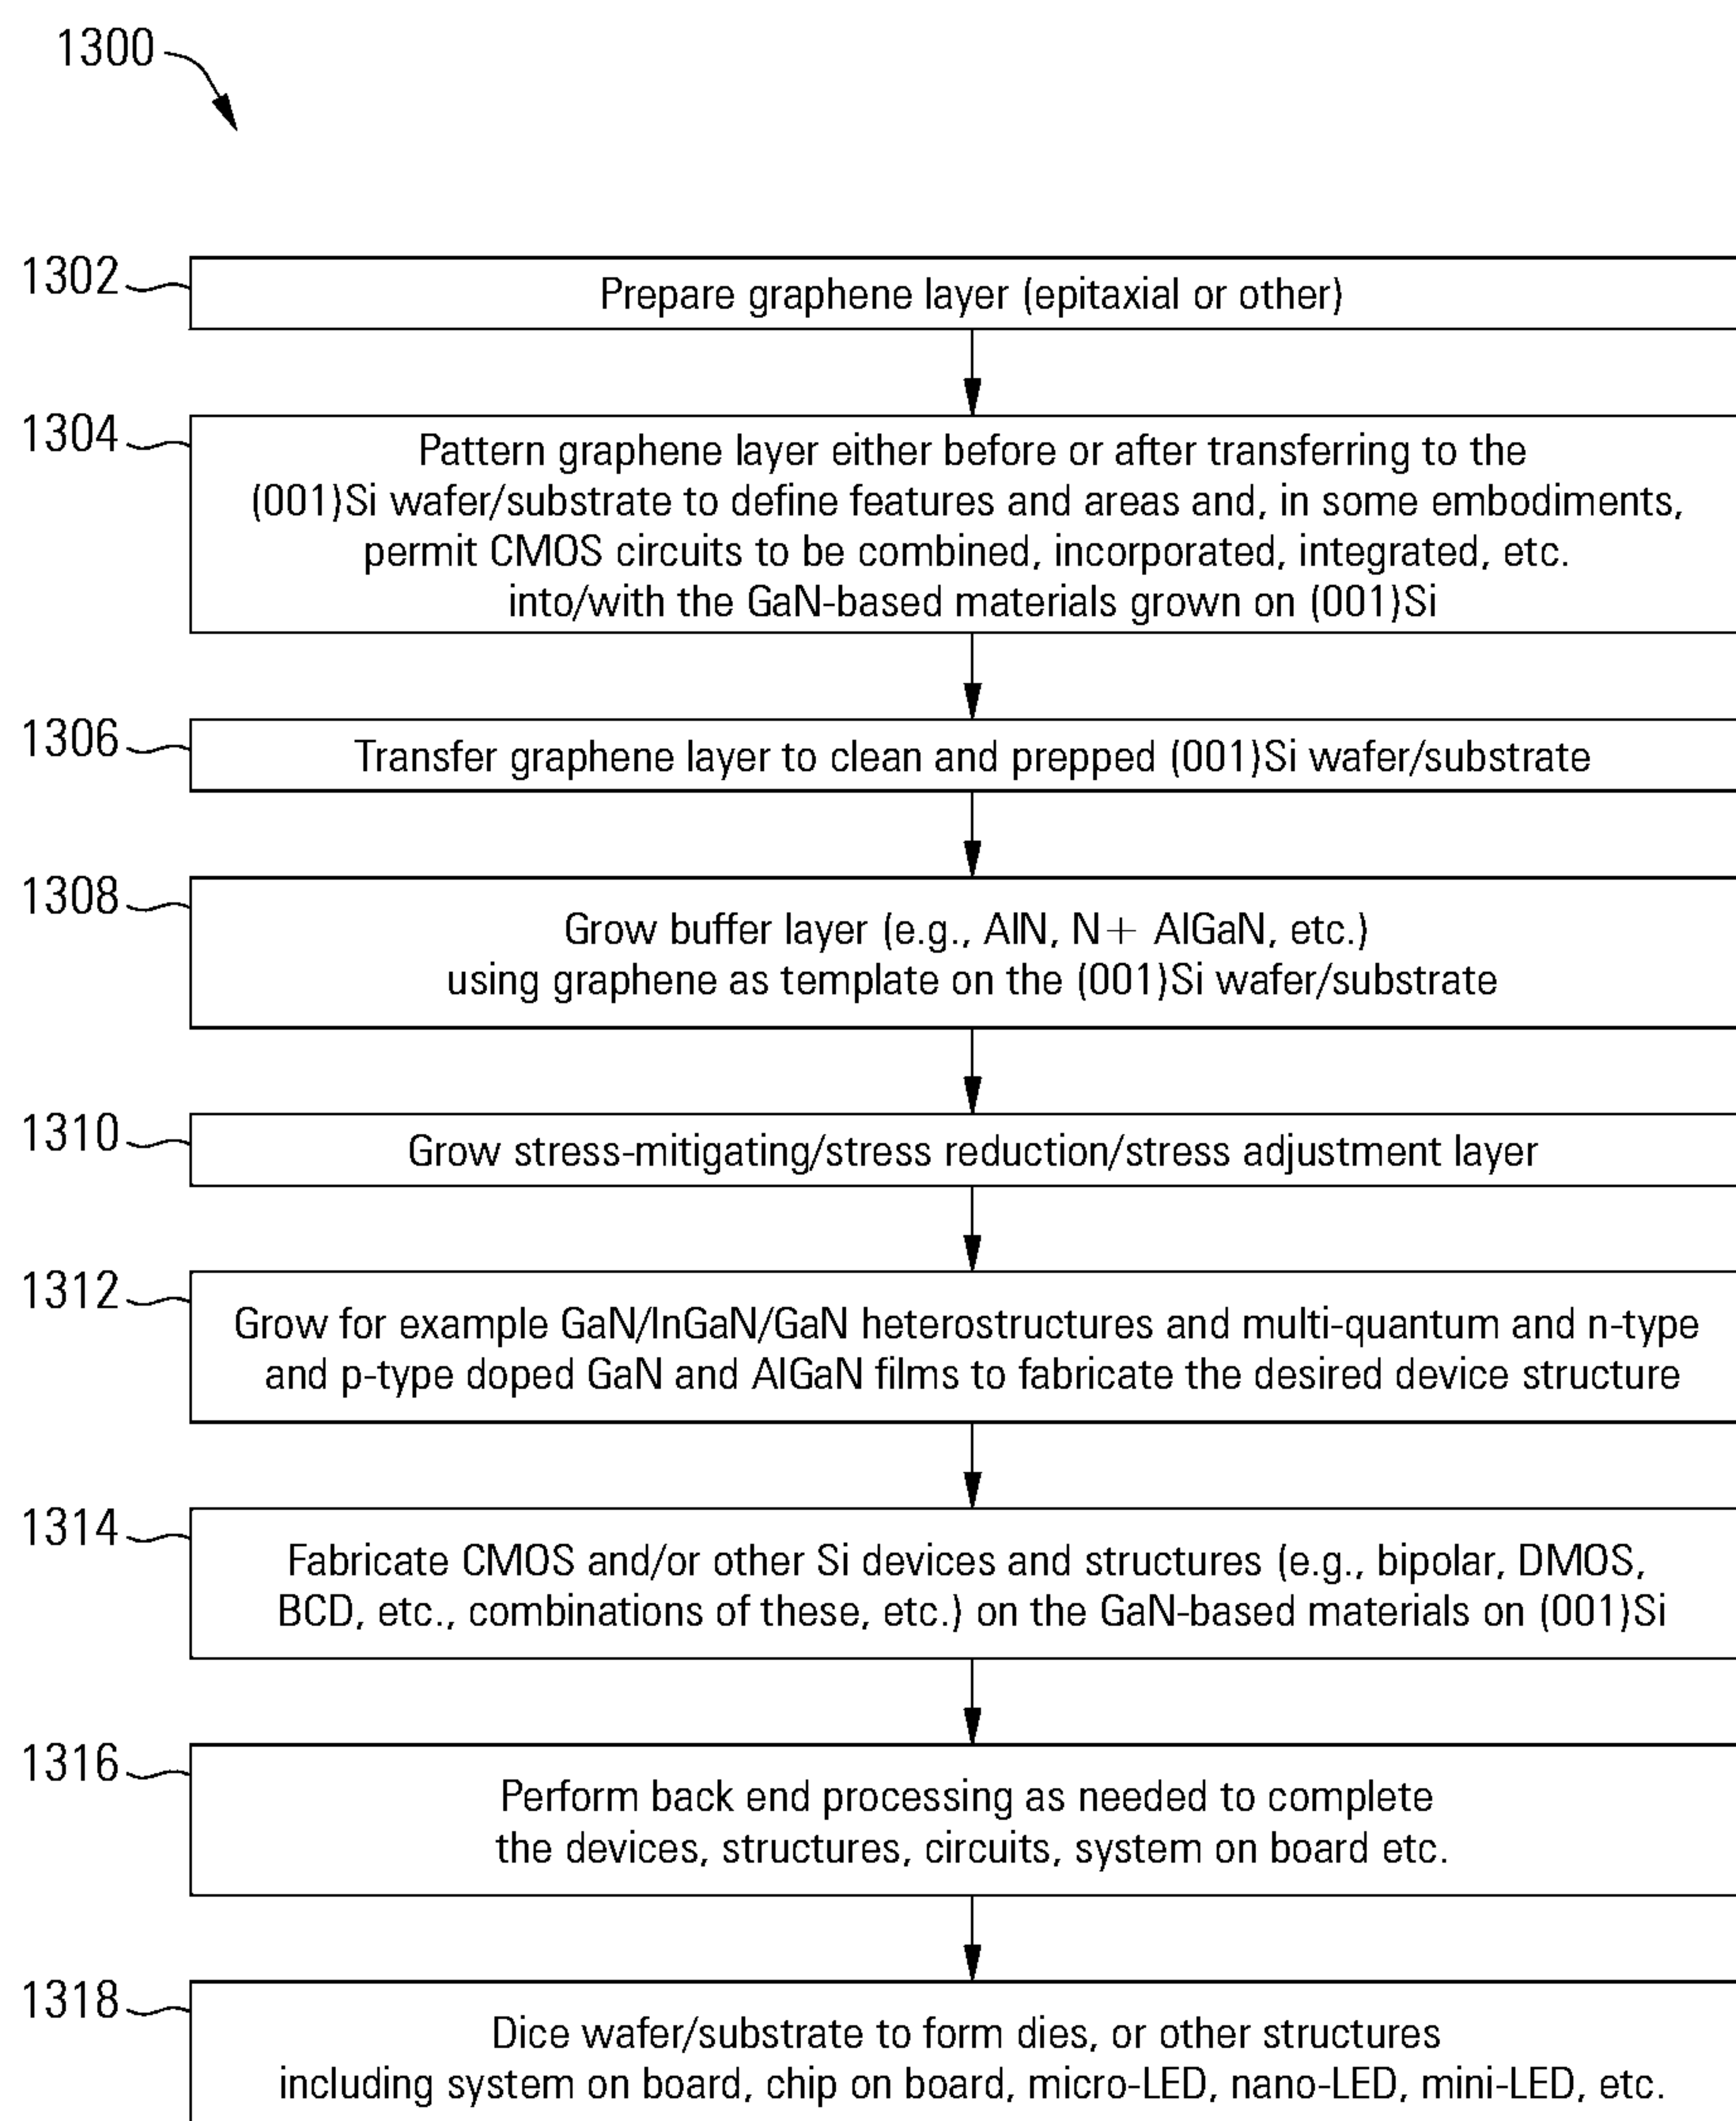 1300
1302
Prepare graphene layer (epitaxial or other)
1304
Pattern graphene layer either before or after transferring to the
(001)Si wafer/substrate to define features and areas and, in some embodiments,
permit CMOS circuits to be combined, incorporated, integrated, etc.
into/with the GaN-based materials grown on (001)Si
1306
Transfer graphene layer to clean and prepped (001)Si wafer/substrate
1308
Grow buffer layer (e.g., AlN, N+ AlGaN, etc.)
using graphene as template on the (001)Si wafer/substrate
1310
Grow stress-mitigating/stress reduction/stress adjustment layer
1312
Grow for example GaN/InGaN/GaN heterostructures and multi-quantum and n-type
and p-type doped GaN and AlGaN films to fabricate the desired device structure
1314
Fabricate CMOS and/or other Si devices and structures (e.g., bipolar, DMOS,
BCD, etc., combinations of these, etc.) on the GaN-based materials on (001)Si
1316
Perform back end processing as needed to complete
the devices, structures, circuits, system on board etc.
1318
Dice wafer/substrate to form dies, or other structures
including system on board, chip on board, micro-LED, nano-LED, mini-LED, etc.